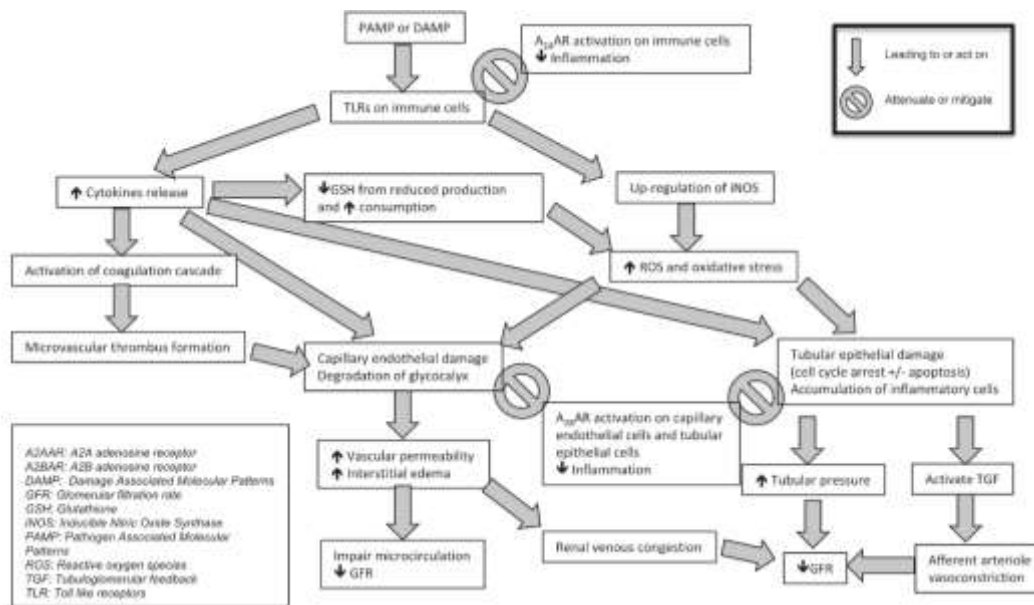 PAMP or DAMP
A2AAR activation on immune cells
🡻 Inflammation
Leading to or act on
Attenuate or mitigate
TLRs on immune cells
🡹 Cytokines release
🡻GSH from reduced production
and 🡹 consumption
Up-regulation of iNOS
Activation of coagulation cascade
🡹 ROS and oxidative stress
Microvascular thrombus formation
Capillary endothelial damage
Degradation of glycocalyx
Tubular epithelial damage
(cell cycle arrest +/- apoptosis)
Accumulation of inflammatory cells
A2BAR activation on capillary
endothelial cells and tubular
epithelial cells
🡻 Inflammation
🡹 Vascular permeability
🡹 Interstitial edema
🡹 Tubular pressure
Activate TGF
Impair microcirculation
🡻 GFR
Renal venous congestion
🡻GFR
Afferent arteriole
vasoconstriction
A2AAR: A2A adenosine receptor
A2BAR: A2B adenosine receptor
DAMP: Damage Associated Molecular Patterns
GFR: Glomerular filtration rate
GSH: Glutathione
iNOS: Inducible Nitric Oxide Synthase
PAMP: Pathogen Associated Molecular
Patterns
ROS: Reactive oxygen species
TGF: Tubuloglomerular feedback
TLR: Toll like receptors